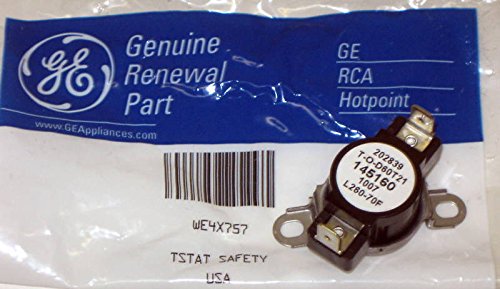 GE
Genuine
Renewal
Part
www.GEAppliances.com
GE
RCA
Hotpoint
WE4X757
TSTAT SAFETY
USA
202839
T-O-D60T21
145160
1007
L260-70F